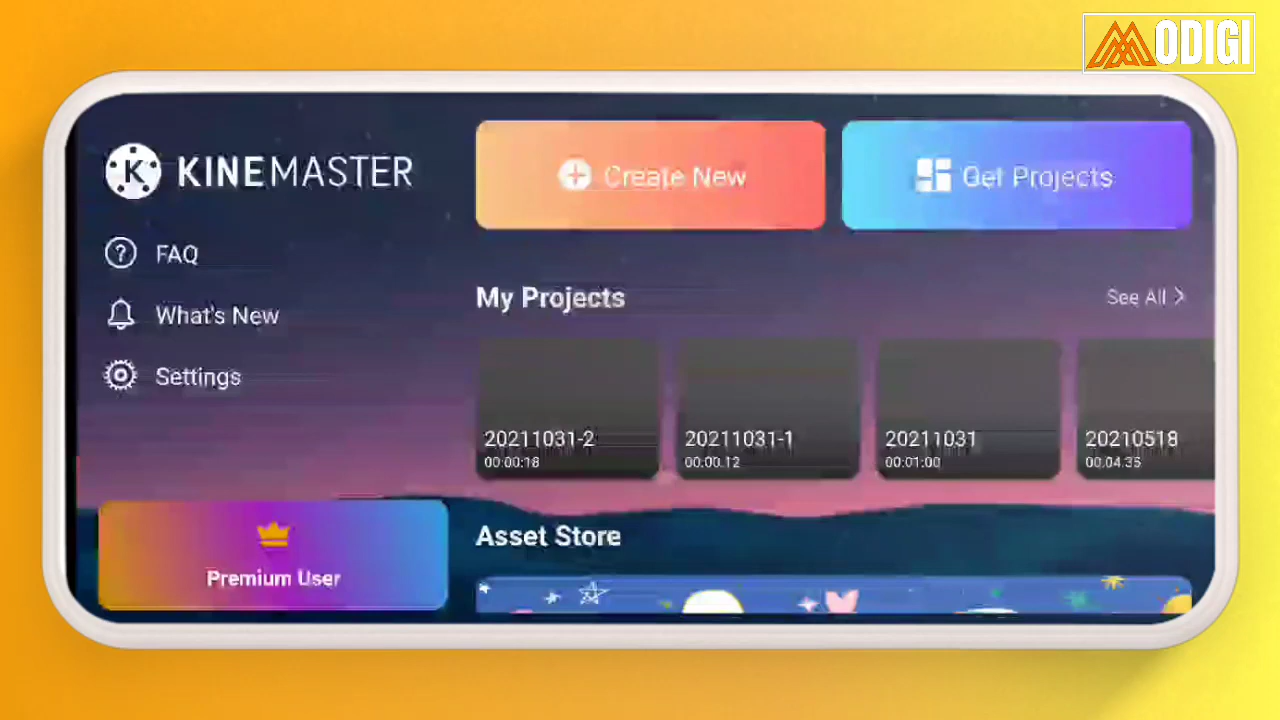 MODIGI
KINEMASTER
FAQ
What's New
Settings
Premium User
Create New
Get Projects
My Projects
See All
20211031-2
00:00:18
20211031-1
00:00:12
20211031
00:01:00
20210518
00:04:35
Asset Store